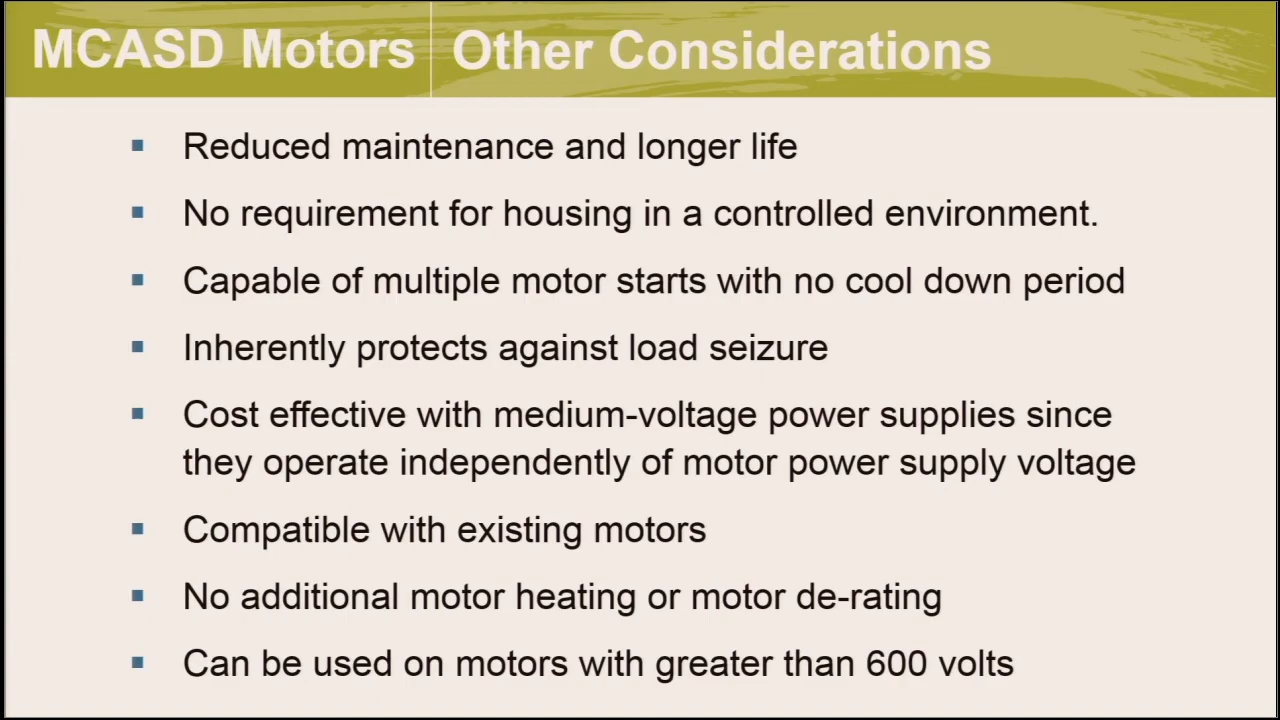 MCASD Motors Other Considerations
▪ Reduced maintenance and longer life
▪ No requirement for housing in a controlled environment.
▪ Capable of multiple motor starts with no cool down period
▪ Inherently protects against load seizure
▪ Cost effective with medium-voltage power supplies since
they operate independently of motor power supply voltage
▪ Compatible with existing motors
▪ No additional motor heating or motor de-rating
▪ Can be used on motors with greater than 600 volts